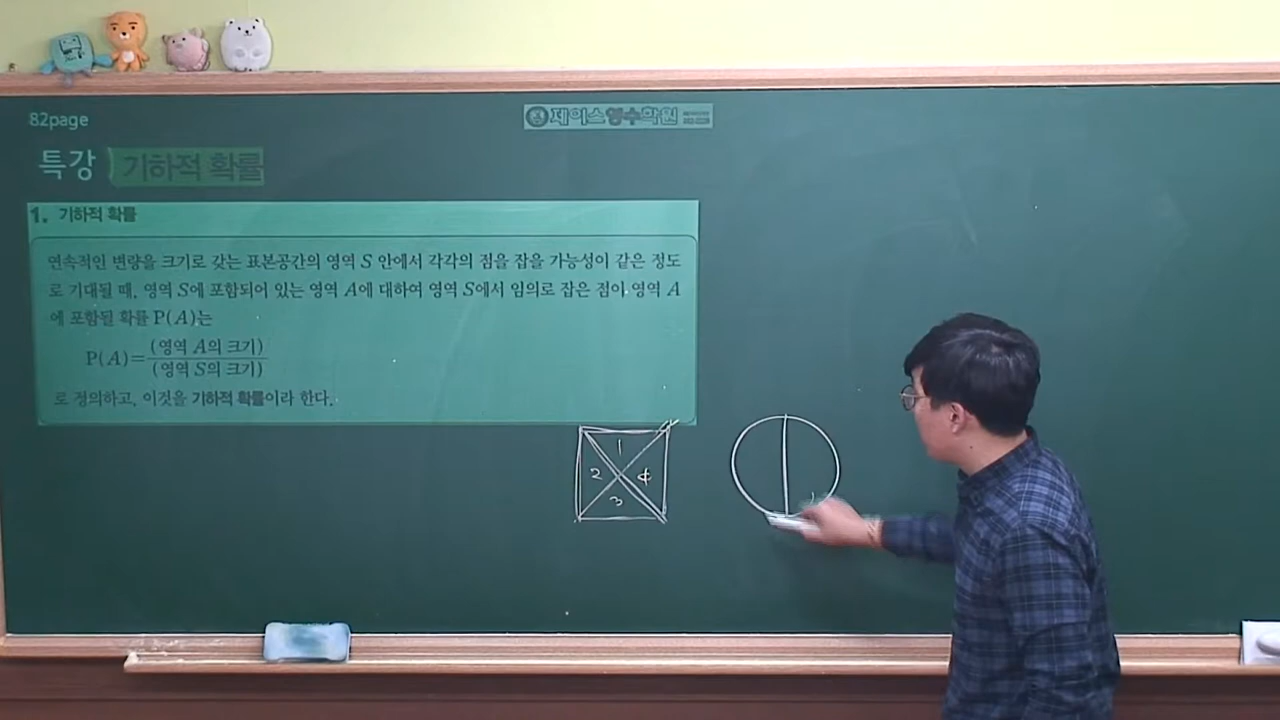 82page
제이스영수학원
특강 기하적 확률
1. 기하적 확률
연속적인 변량을 크기로 갖는 표본공간의 영역 S 안에서 각각의 점을 잡을 가능성이 같은 정도
로 기대될 때, 영역 S에 포함되어 있는 영역 A에 대하여 영역 S에서 임의로 잡은 점이 영역 A
에 포함될 확률 P(A)는
P(A)=(영역 A의 크기)/(영역 S의 크기)
로 정의하고, 이것을 기하적 확률이라 한다.
1
2 4
3